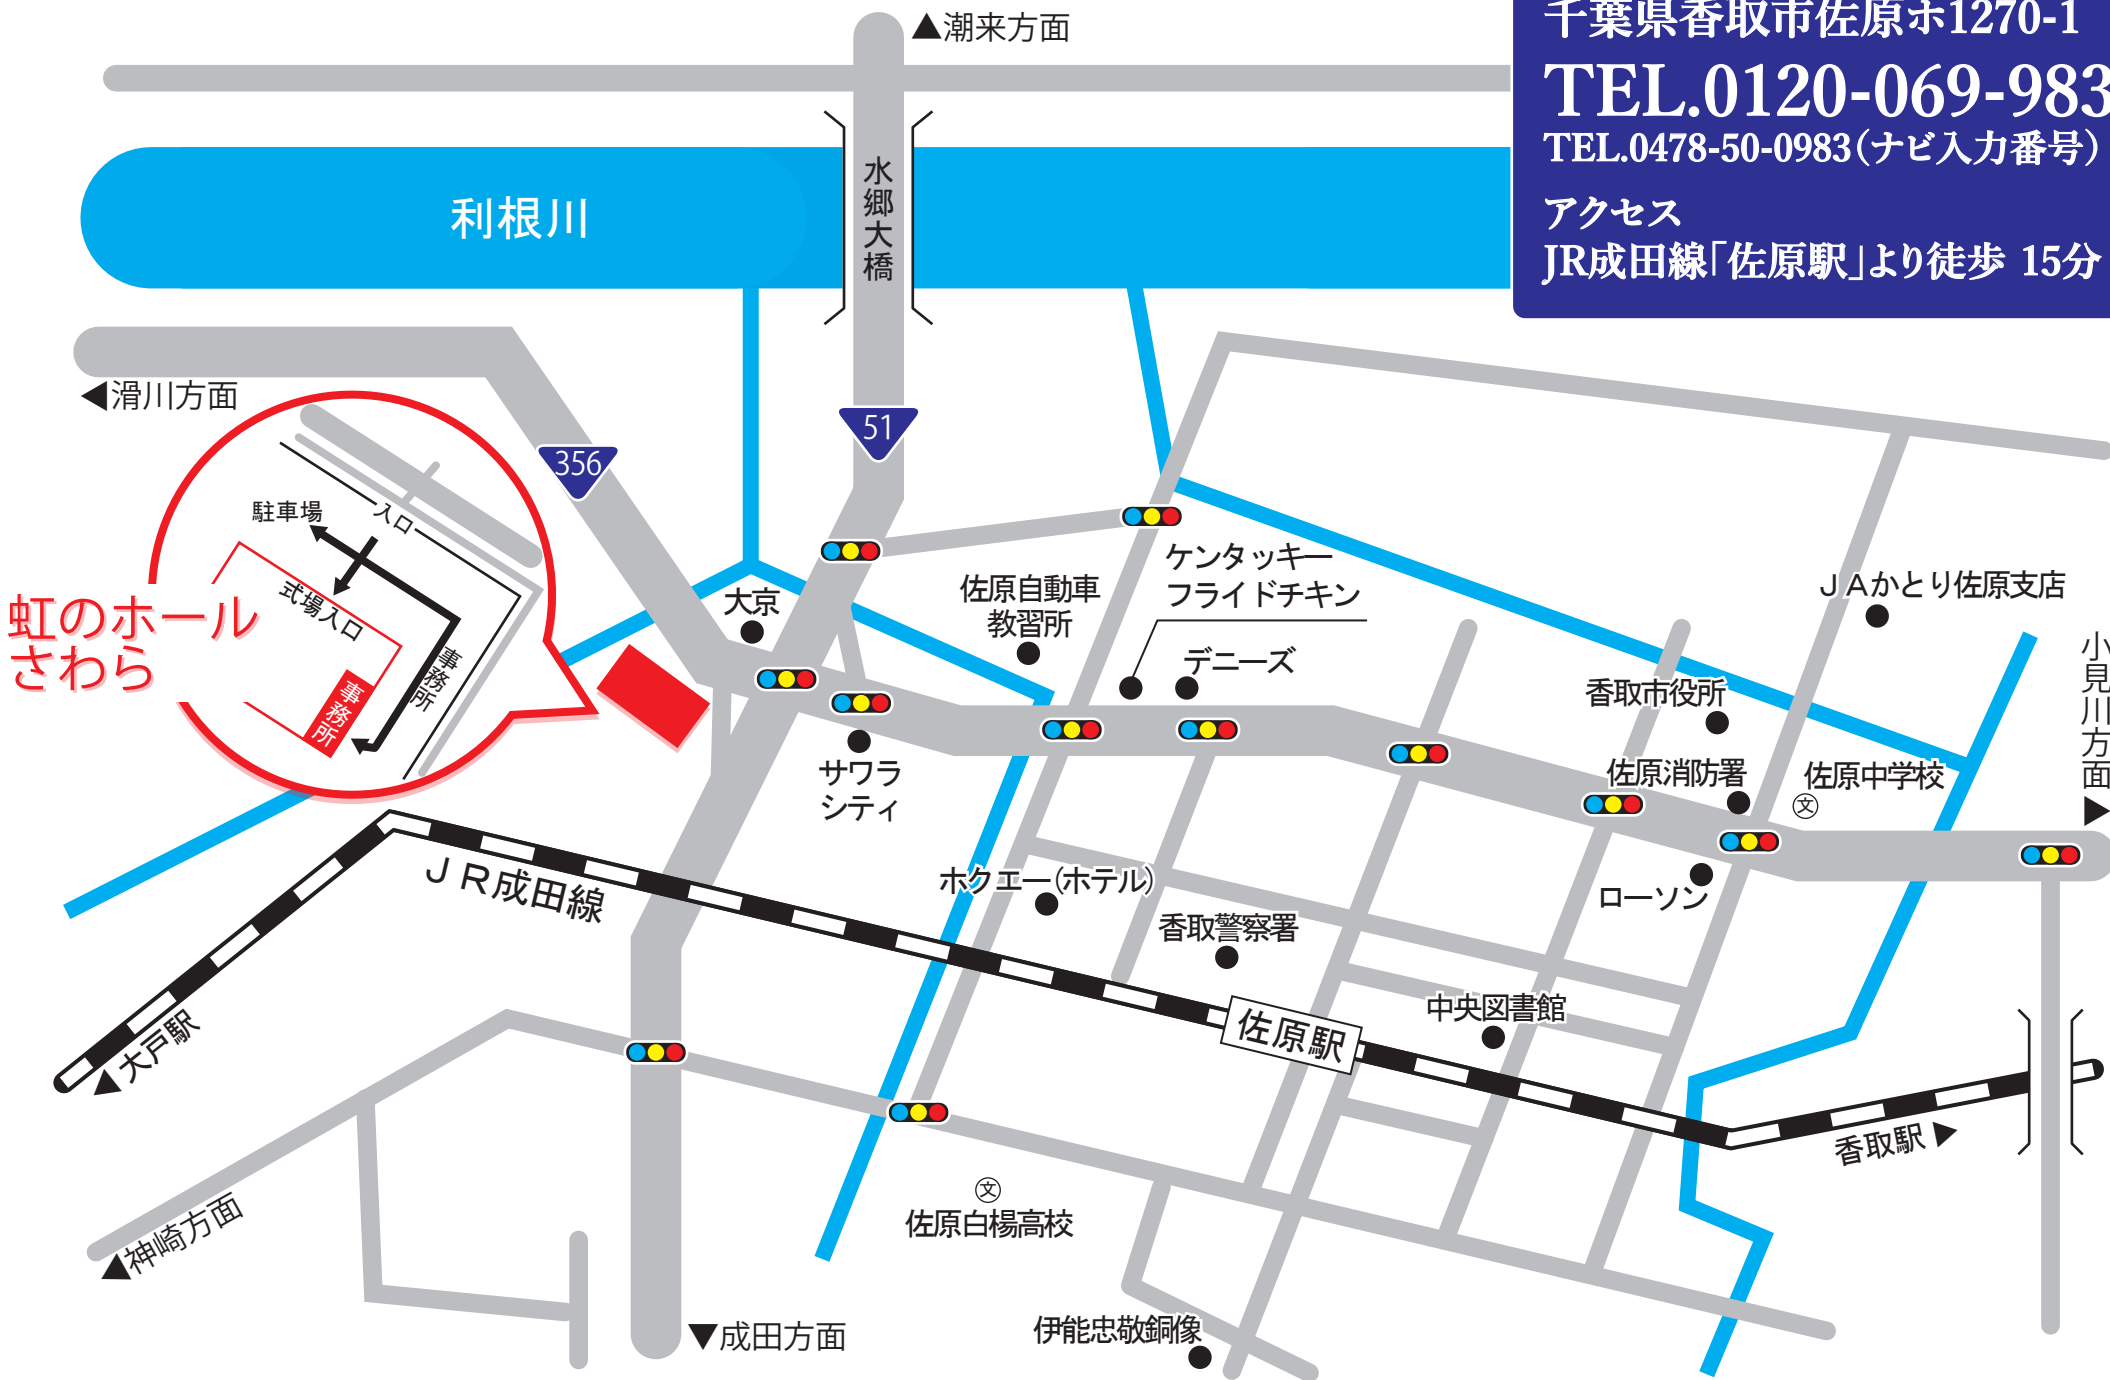 ▲潮来方面
千葉県香取市佐原ホ1270-1
TEL.0120-069-983
TEL.0478-50-0983(ナビ入力番号)
アクセス
JR成田線「佐原駅」より徒歩 15分
利根川
水郷大橋
◀滑川方面
356
51
駐車場
入口
式場入口
事務所
事務所
虹のホール
さわら
大京
佐原自動車
教習所
ケンタッキー
フライドチキン
デニーズ
サワラ
シティ
JAかとり佐原支店
小見川方面▶
香取市役所
佐原消防署
佐原中学校
文
ローソン
JR成田線
ホクエー(ホテル)
香取警察署
中央図書館
佐原駅
◀大戸駅
香取駅▶
◀神崎方面
文
佐原白楊高校
▼成田方面
伊能忠敬銅像